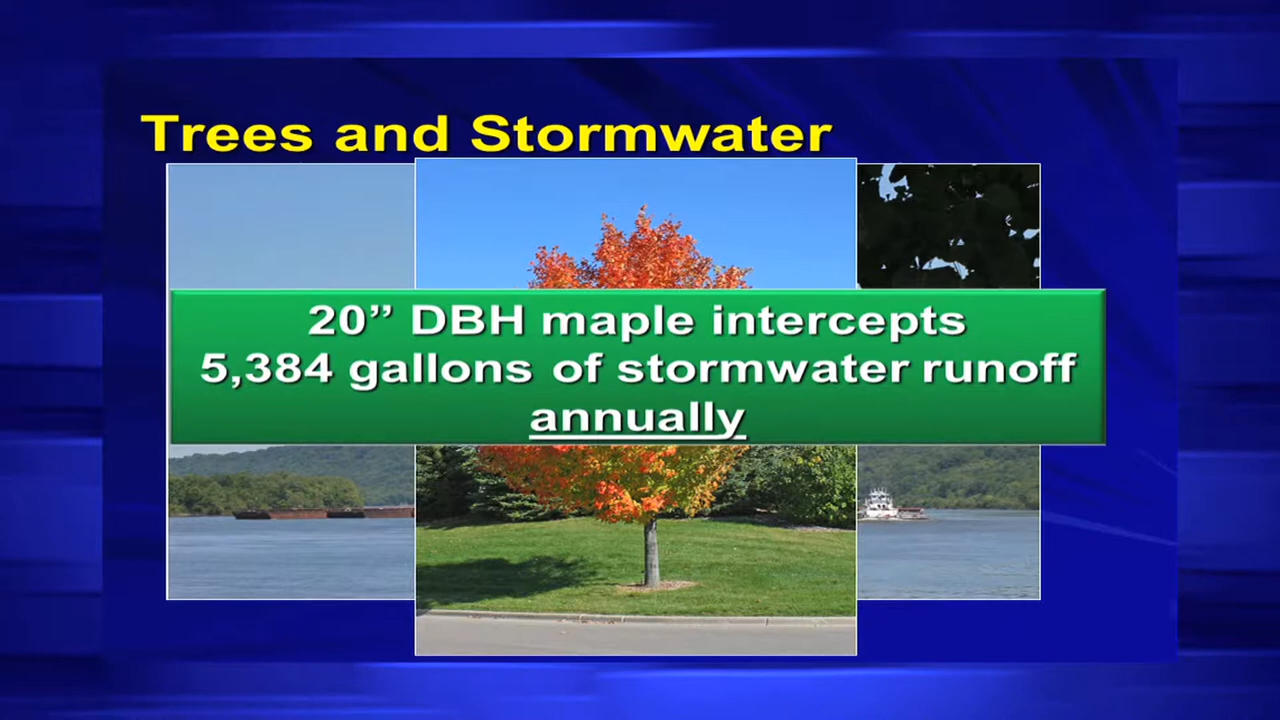 Trees and Stormwater
20” DBH maple intercepts
5,384 gallons of stormwater runoff
annually